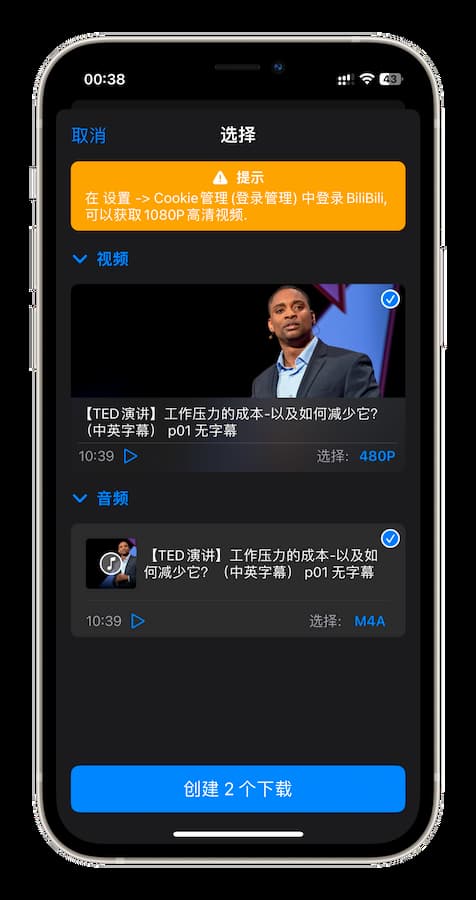 00:38
43
取消
选择
提示
在 设置 -> Cookie管理 (登录管理) 中登录 BiliBili,
可以获取1080P高清视频.
视频
【TED演讲】工作压力的成本-以及如何减少它?
（中英字幕） p01 无字幕
10:39
选择: 480P
音频
【TED演讲】工作压力的成本-以及如
何减少它? （中英字幕） p01 无字幕
10:39
选择: M4A
创建 2 个下载